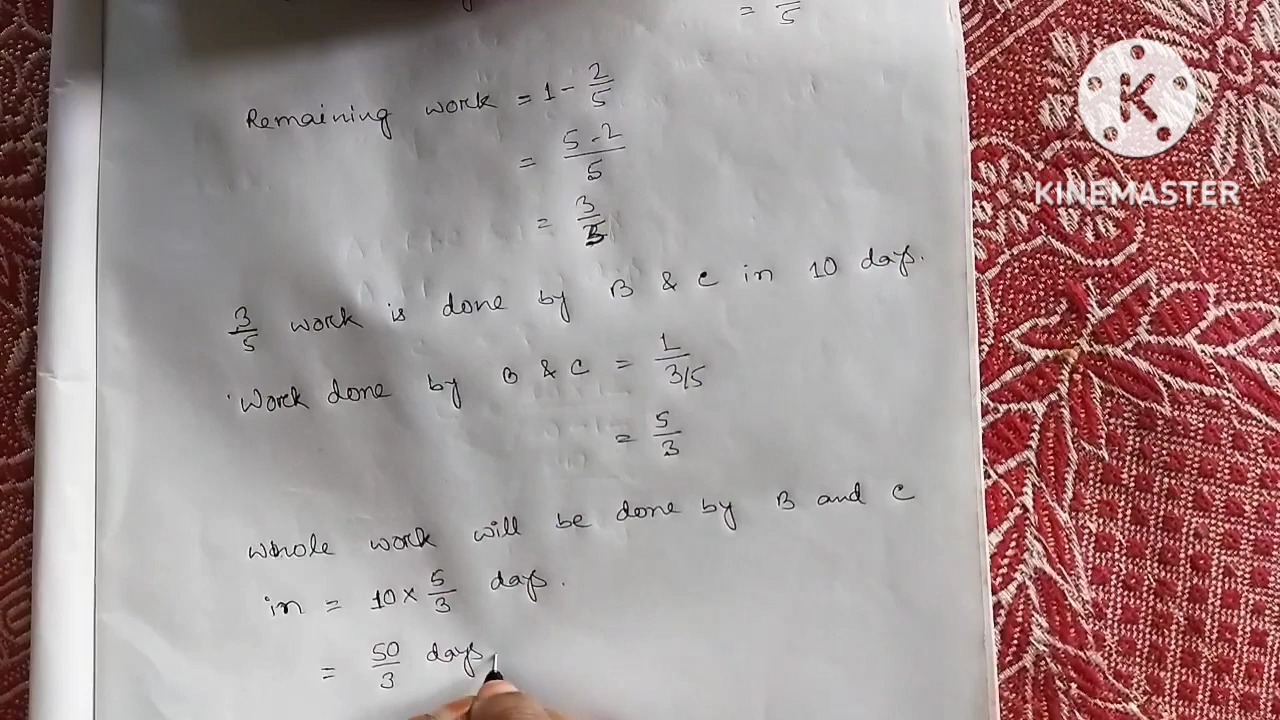 = —/5
Remaining work = 1 - 2/5
= 5-2/5
= 3/5
3/5 work is done by B & C in 10 days.
Work done by B & C = 1/3/5
= 5/3
Whole work will be done by B and C
in = 10 × 5/3 days.
= 50/3 days
K
KINEMASTER